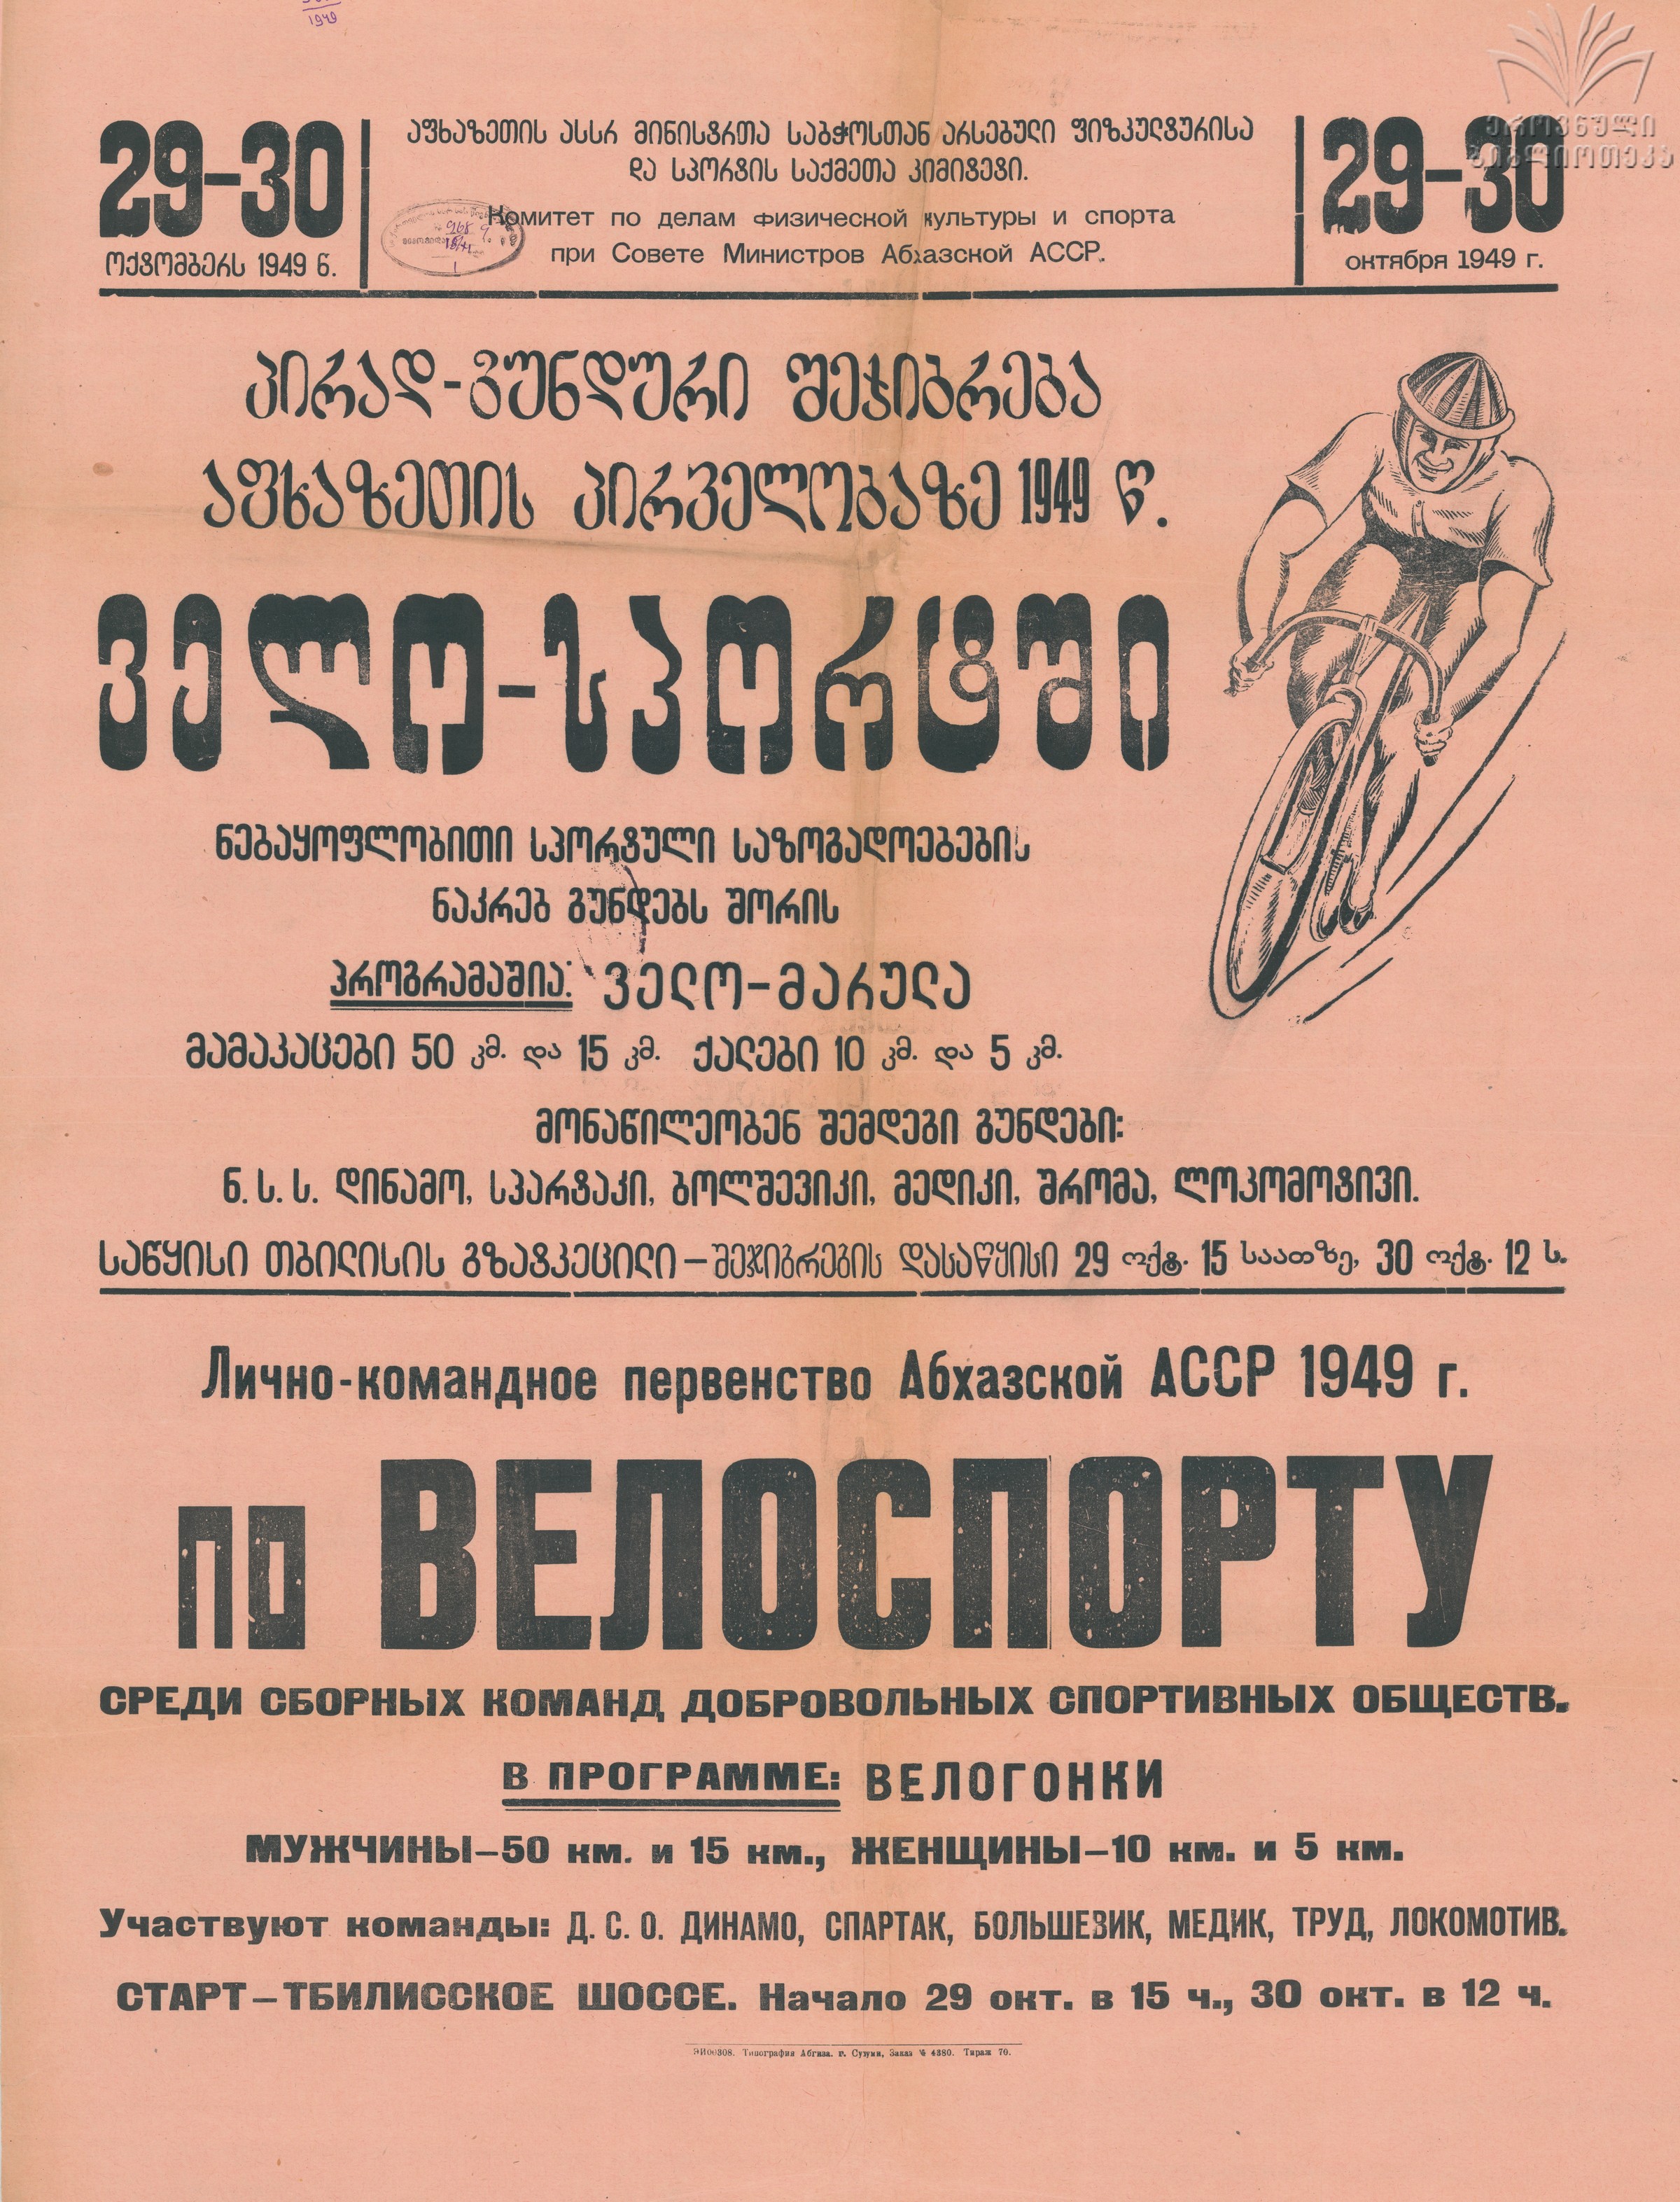 1949
ეროვნული
ბიბლიოთეკა
29-30
ოქტომბერს 1949 წ.
აფხაზეთის ასსრ მინისტრთა საბჭოსთან არსებული ფიზკულტურისა
და სპორტის საქმეთა კიმიტეტი.
Комитет по делам физической культуры и спорта
при Совете Министров Абхазской АССР.
29-30
октября 1949 г.
პირად-გუნდური შეჯიბრება
აფხაზეთის პირველობაზე 1949 წ.
ველო-სპორტში
ნებაყოფლობითი სპორტული საზოგადოებების
ნაკრებ გუნდებს შორის
პროგრამაშია: ველო-მარულა
მამაკაცები 50 კმ. და 15 კმ. ქალები 10 კმ. და 5 კმ.
მონაწილეობენ შემდეგი გუნდები:
ნ. ს. ს. დინამო, სპარტაკი, ბოლშევიკი, მედიკი, შრომა, ლოკომოტივი.
საწყისი თბილისის გზატკეცილი – შეჯიბრების დასაწყისი 29 ოქტ. 15 საათზე, 30 ოქტ. 12 ს.
Лично-командное первенство Абхазской АССР 1949 г.
по ВЕЛОСПОРТУ
СРЕДИ СБОРНЫХ КОМАНД ДОБРОВОЛЬНЫХ СПОРТИВНЫХ ОБЩЕСТВ.
В ПРОГРАММЕ: ВЕЛОГОНКИ
МУЖЧИНЫ–50 км. и 15 км., ЖЕНЩИНЫ–10 км. и 5 км.
Участвуют команды: Д. С. О. ДИНАМО, СПАРТАК, БОЛЬШЕВИК, МЕДИК, ТРУД, ЛОКОМОТИВ.
СТАРТ–ТБИЛИССКОЕ ШОССЕ. Начало 29 окт. в 15 ч., 30 окт. в 12 ч.
ЭИ00308. Типография Абгиза. г. Сухуми, Заказ № 4380. Тираж 70.